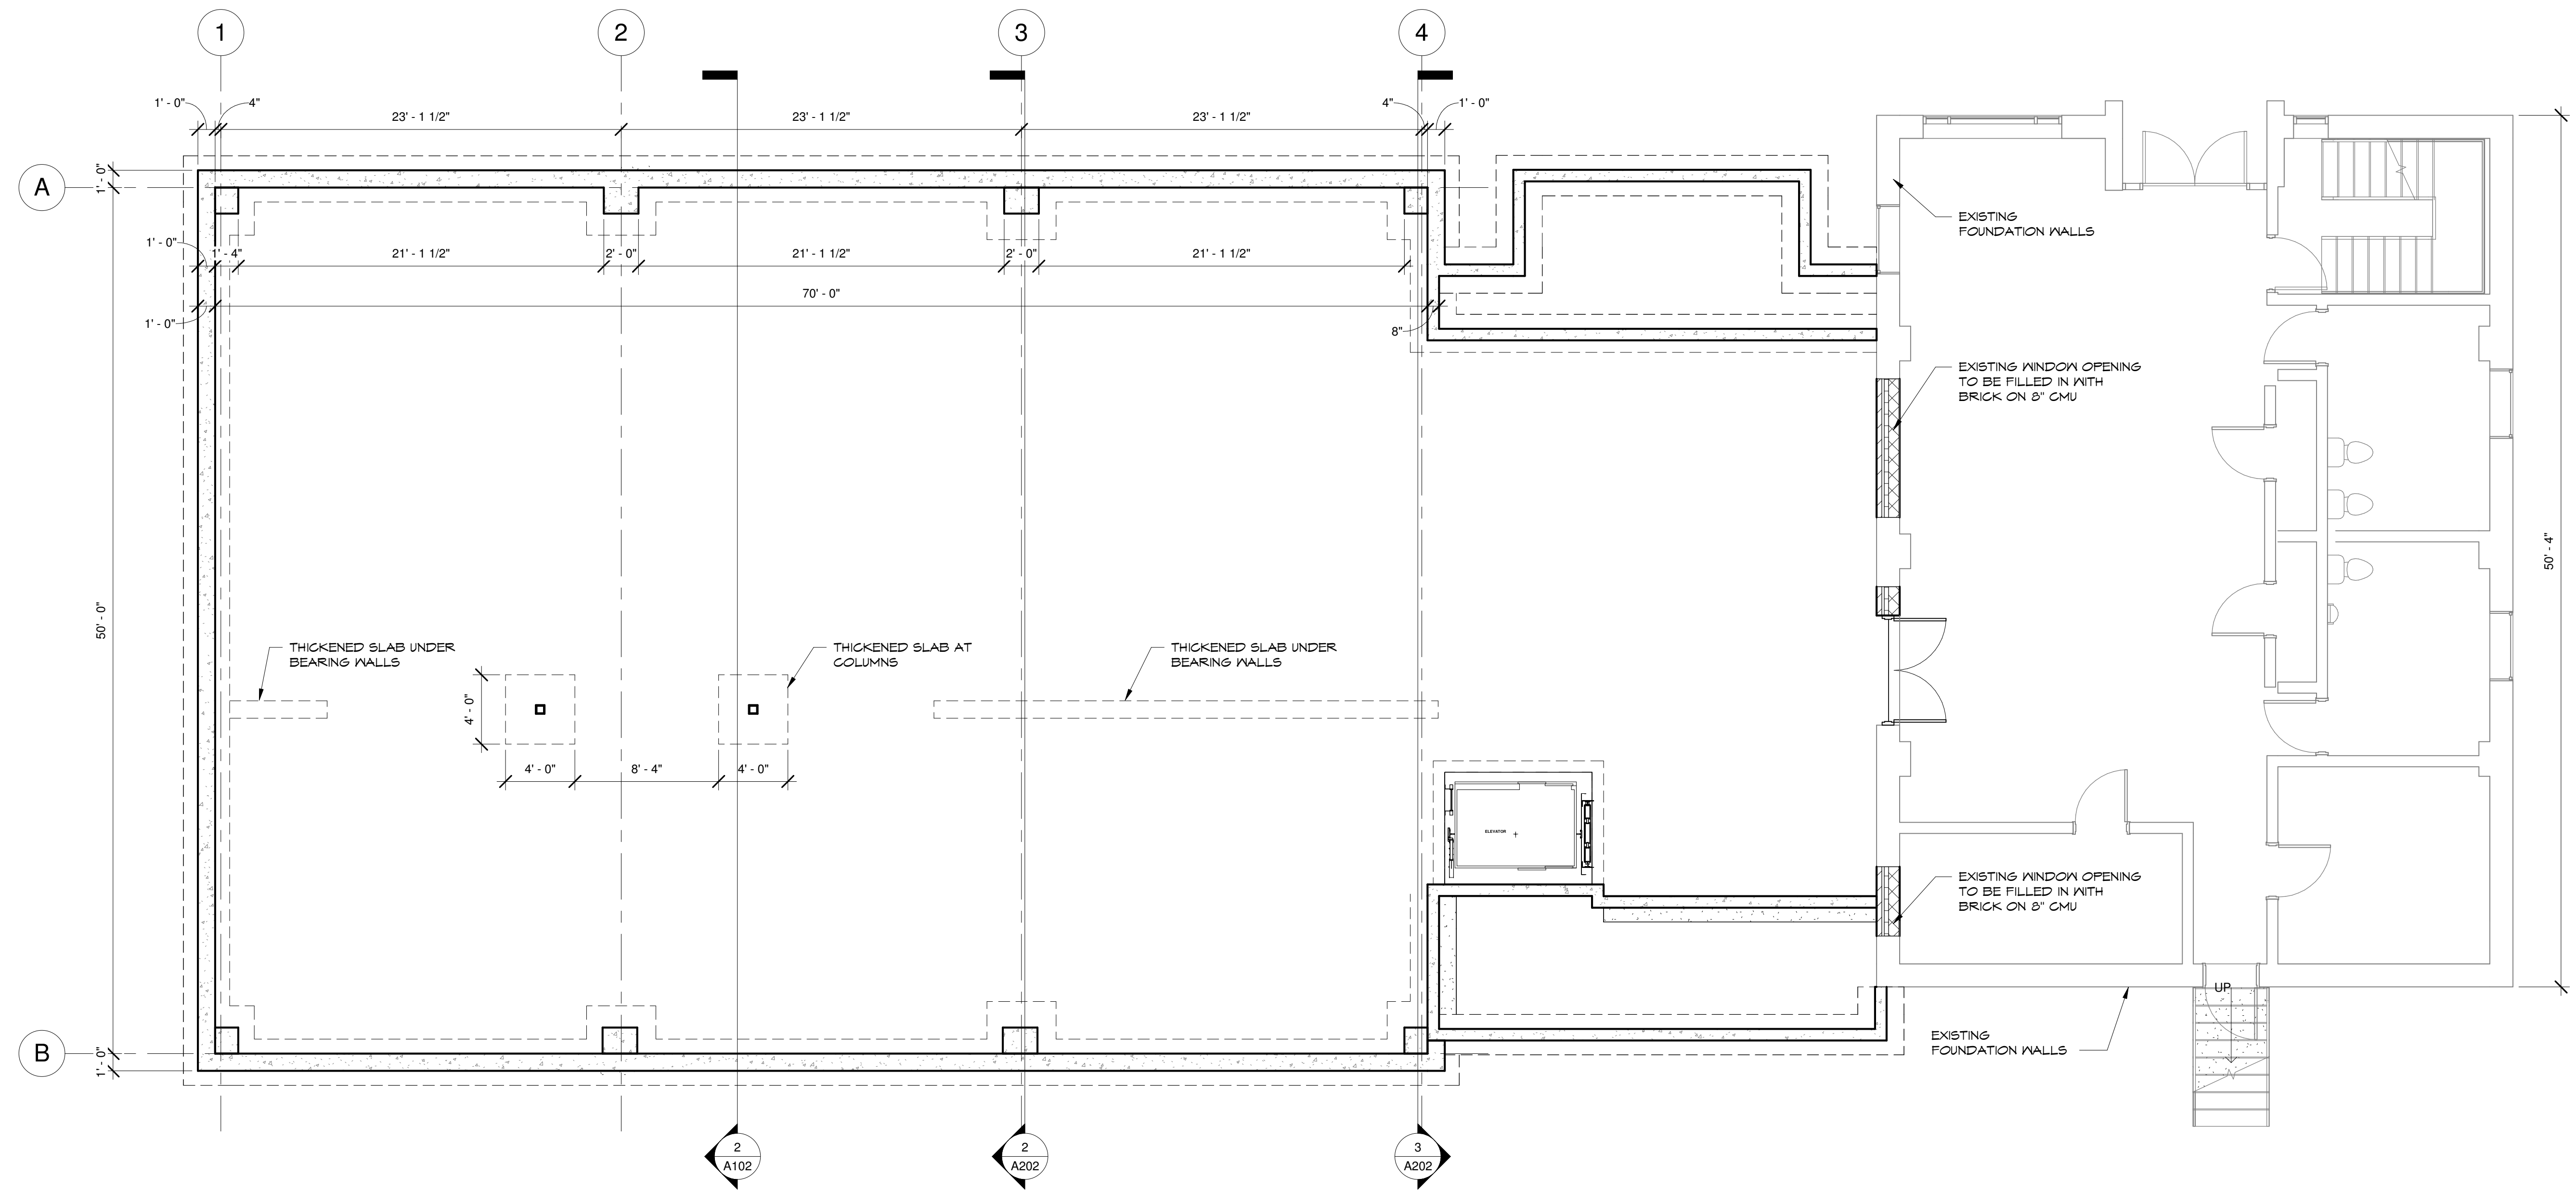 1
2
3
4
1' - 0"
4"
23' - 1 1/2"
23' - 1 1/2"
23' - 1 1/2"
4"
1' - 0"
A
1' - 0"
EXISTING
FOUNDATION WALLS
1' - 0"
1' - 4"
21' - 1 1/2"
2' - 0"
21' - 1 1/2"
2' - 0"
21' - 1 1/2"
70' - 0"
1' - 0"
8"
EXISTING WINDOW OPENING
TO BE FILLED IN WITH
BRICK ON 8" CMU
50' - 4"
50' - 0"
THICKENED SLAB UNDER
BEARING WALLS
THICKENED SLAB AT
COLUMNS
THICKENED SLAB UNDER
BEARING WALLS
4' - 0"
4' - 0"
8' - 4"
4' - 0"
ELEVATOR
EXISTING WINDOW OPENING
TO BE FILLED IN WITH
BRICK ON 8" CMU
UP
EXISTING
FOUNDATION WALLS
B
1' - 0"
2
A102
2
A202
3
A202